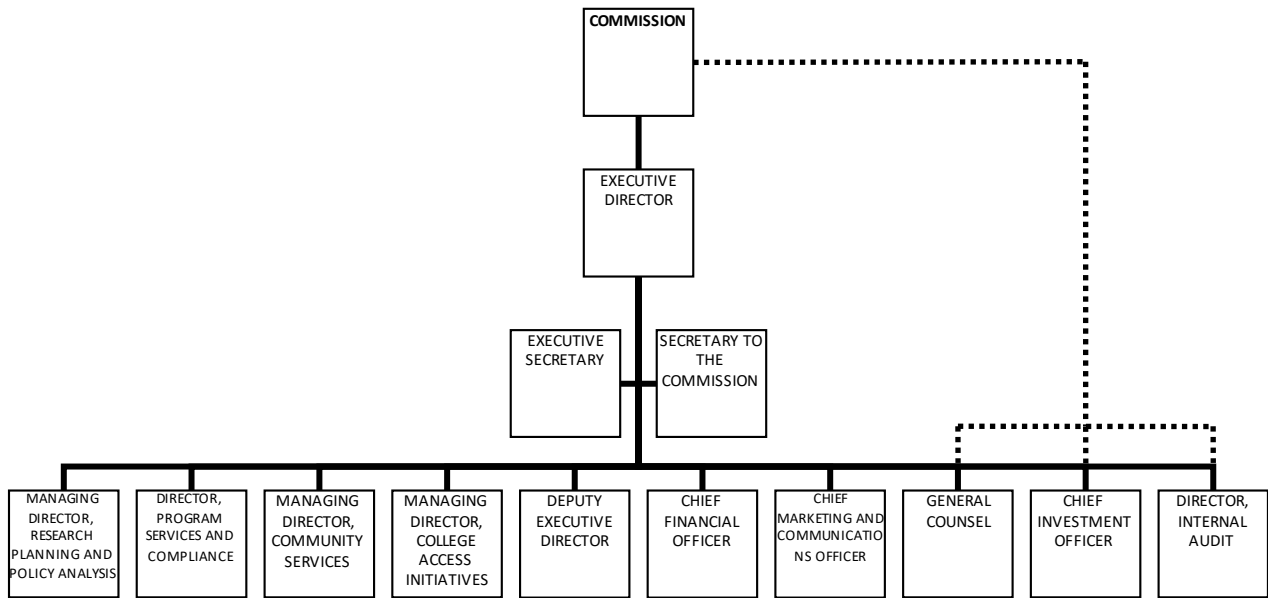 COMMISSION
EXECUTIVE
DIRECTOR
EXECUTIVE
SECRETARY
SECRETARY TO
THE
COMMISSION
MANAGING
DIRECTOR,
RESEARCH
PLANNING AND
POLICY ANALYSIS
DIRECTOR,
PROGRAM
SERVICES AND
COMPLIANCE
MANAGING
DIRECTOR,
COMMUNITY
SERVICES
MANAGING
DIRECTOR,
COLLEGE
ACCESS
INITIATIVES
DEPUTY
EXECUTIVE
DIRECTOR
CHIEF
FINANCIAL
OFFICER
CHIEF
MARKETING AND
COMMUNICATIO
NS OFFICER
GENERAL
COUNSEL
CHIEF
INVESTMENT
OFFICER
DIRECTOR,
INTERNAL
AUDIT